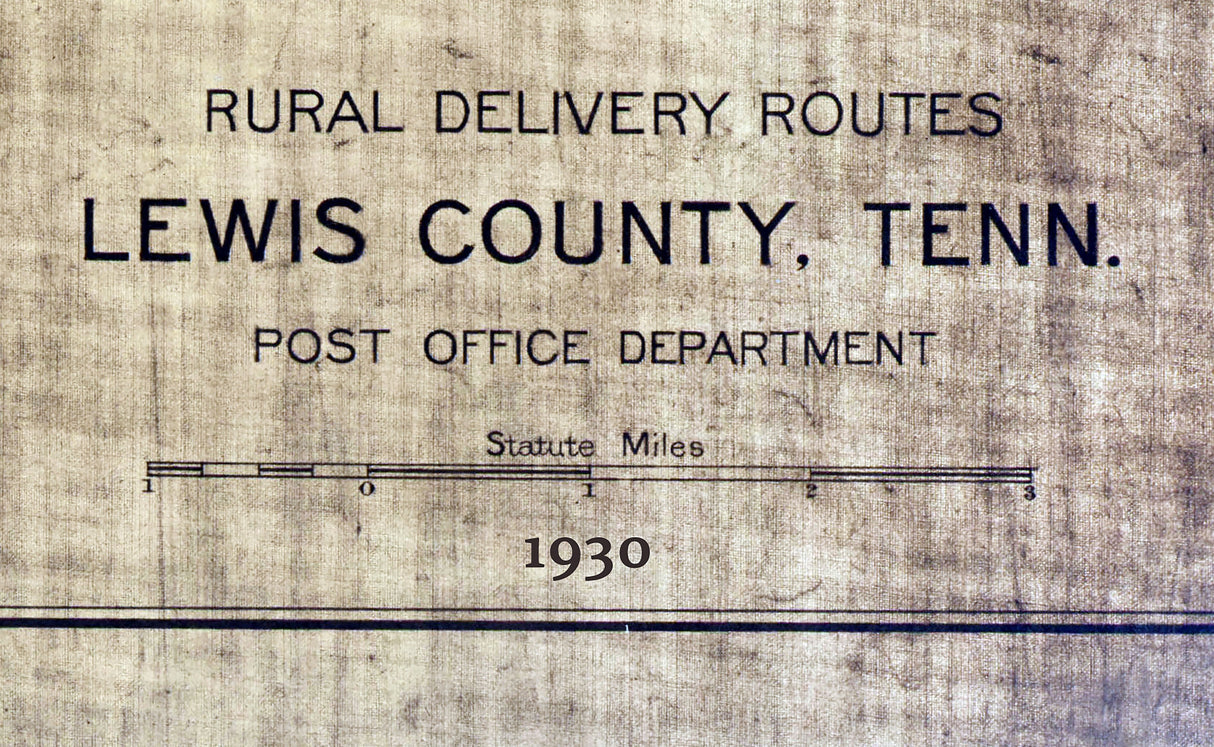 RURAL DELIVERY ROUTES
LEWIS COUNTY, TENN.
POST OFFICE DEPARTMENT
Statute Miles
1 0 1 2 3
1930